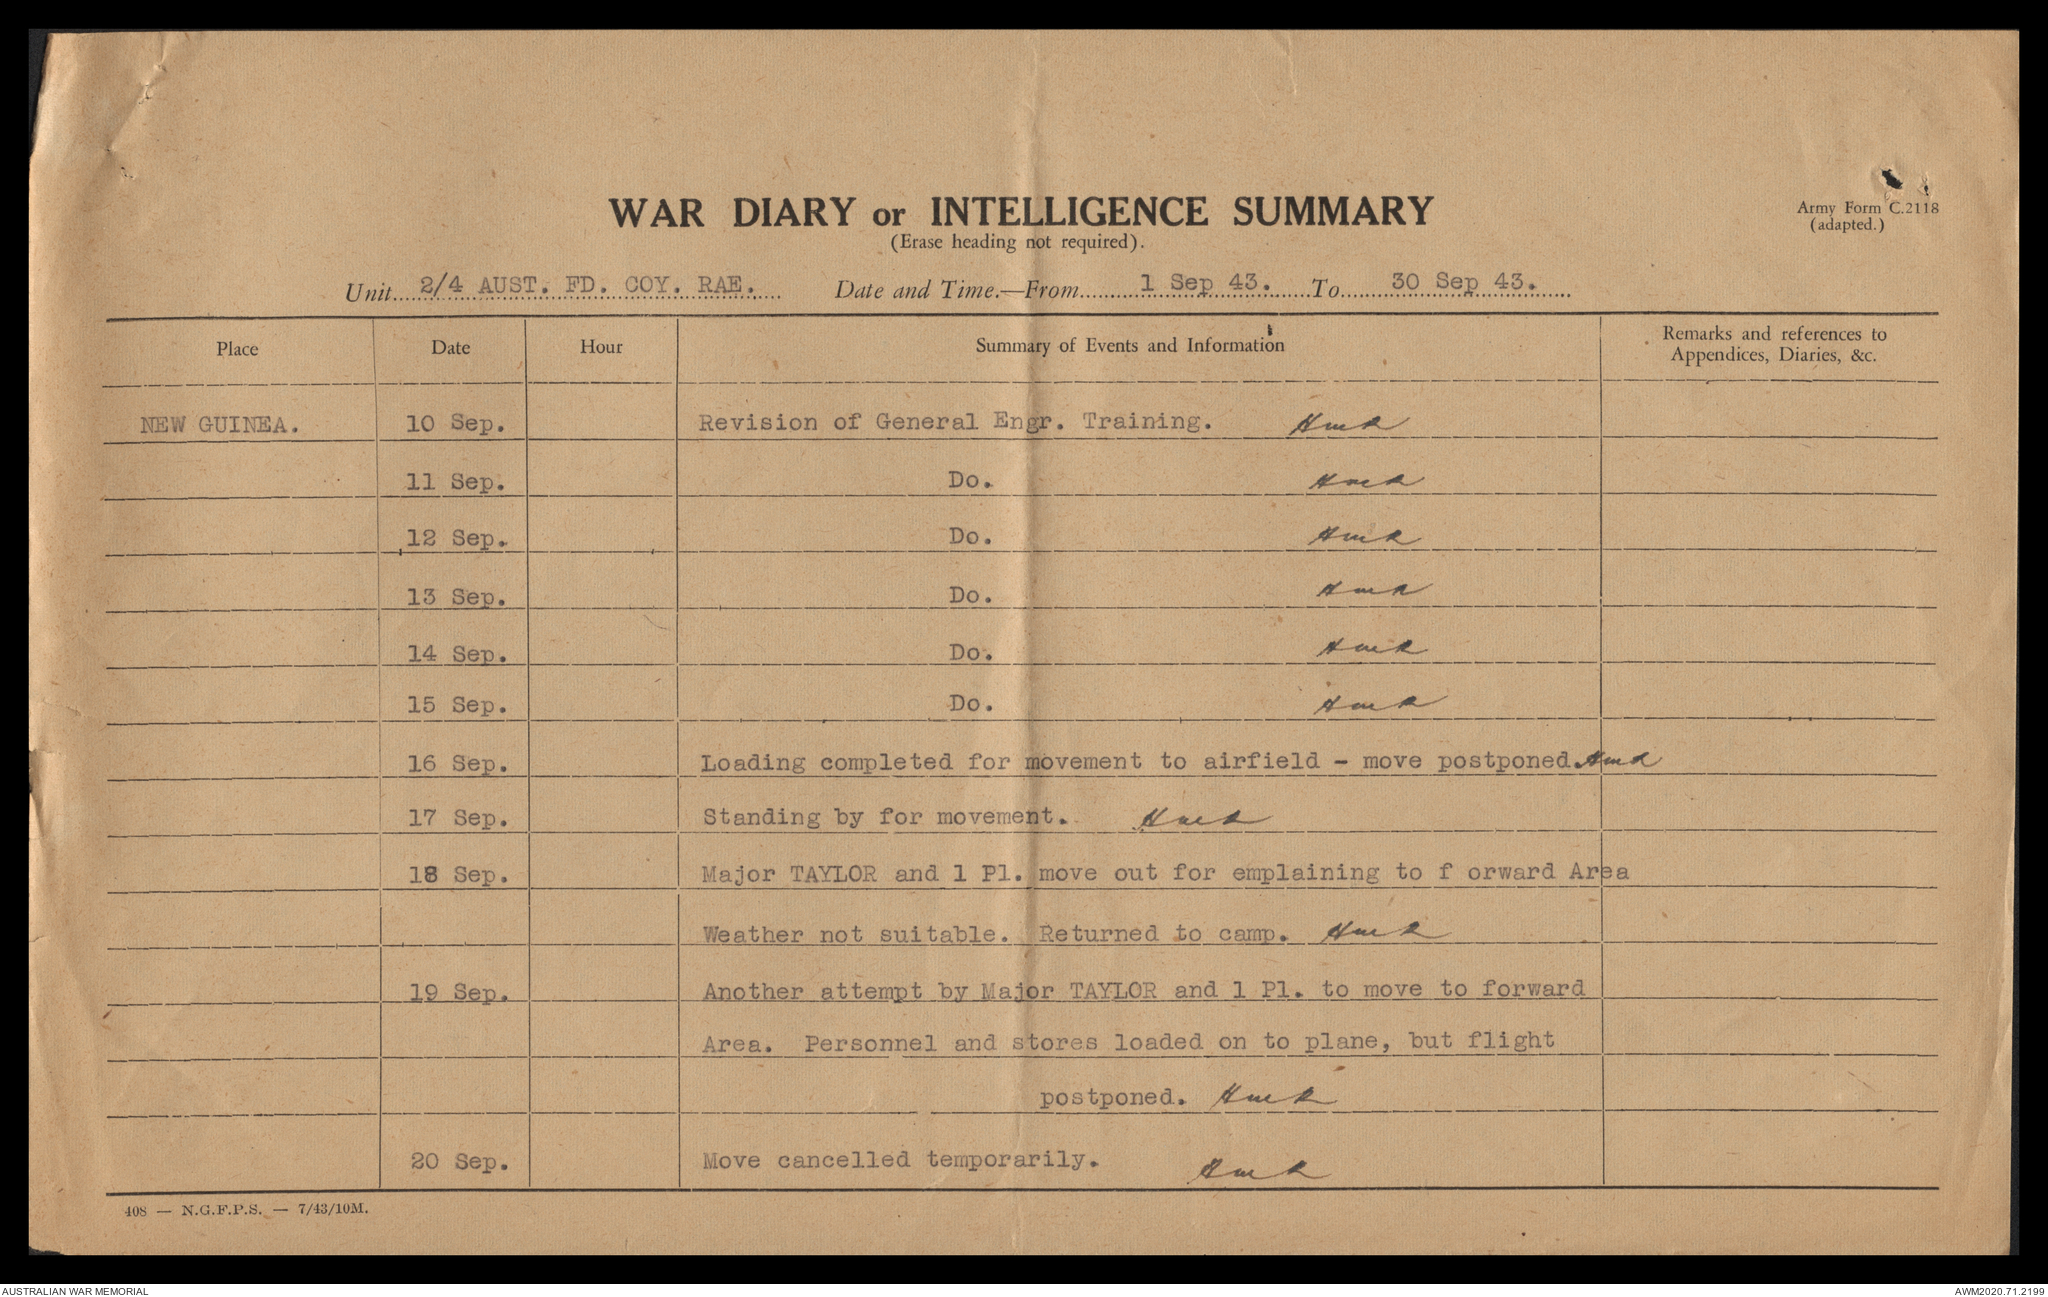 WAR DIARY or INTELLIGENCE SUMMARY
(Erase heading not required).
Army Form C.2118
(adapted.)
Unit 2/4 AUST. FD. COY. RAE. Date and Time.—From 1 Sep 43. To 30 Sep 43.
Place Date Hour Summary of Events and Information Remarks and references to Appendices, Diaries, &c.
NEW GUINEA. 10 Sep. Revision of General Engr. Training.
11 Sep. Do.
12 Sep. Do.
13 Sep. Do.
14 Sep. Do.
15 Sep. Do.
16 Sep. Loading completed for movement to airfield - move postponed.
17 Sep. Standing by for movement.
18 Sep. Major TAYLOR and 1 Pl. move out for emplaining to f orward Area
Weather not suitable. Returned to camp.
19 Sep. Another attempt by Major TAYLOR and 1 Pl. to move to forward
Area. Personnel and stores loaded on to plane, but flight
postponed.
20 Sep. Move cancelled temporarily.
408 — N.G.F.P.S. — 7/43/10M.
AUSTRALIAN WAR MEMORIAL AWM2020.71.2199